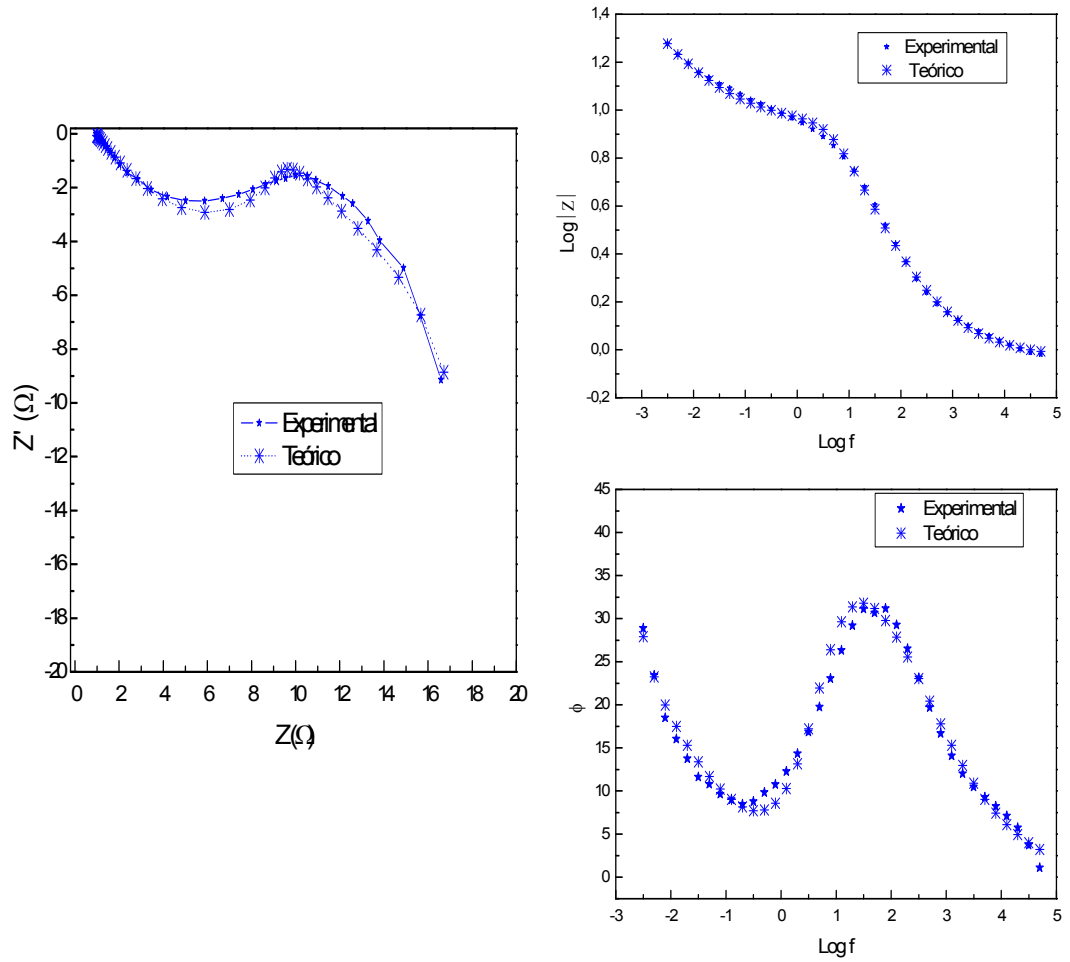 0
-2
-4
-6
-8
-10
-12
-14
-16
-18
-20
0 2 4 6 8 10 12 14 16 18 20
Z' (Ω)
Z(Ω)
Experimental
Teórico
1,4
1,2
1,0
0,8
0,6
0,4
0,2
0,0
-0,2
-3 -2 -1 0 1 2 3 4 5
Log |Z|
Log f
Experimental
Teórico
45
40
35
30
25
20
15
10
5
0
-3 -2 -1 0 1 2 3 4 5
ϕ
Log f
Experimental
Teórico